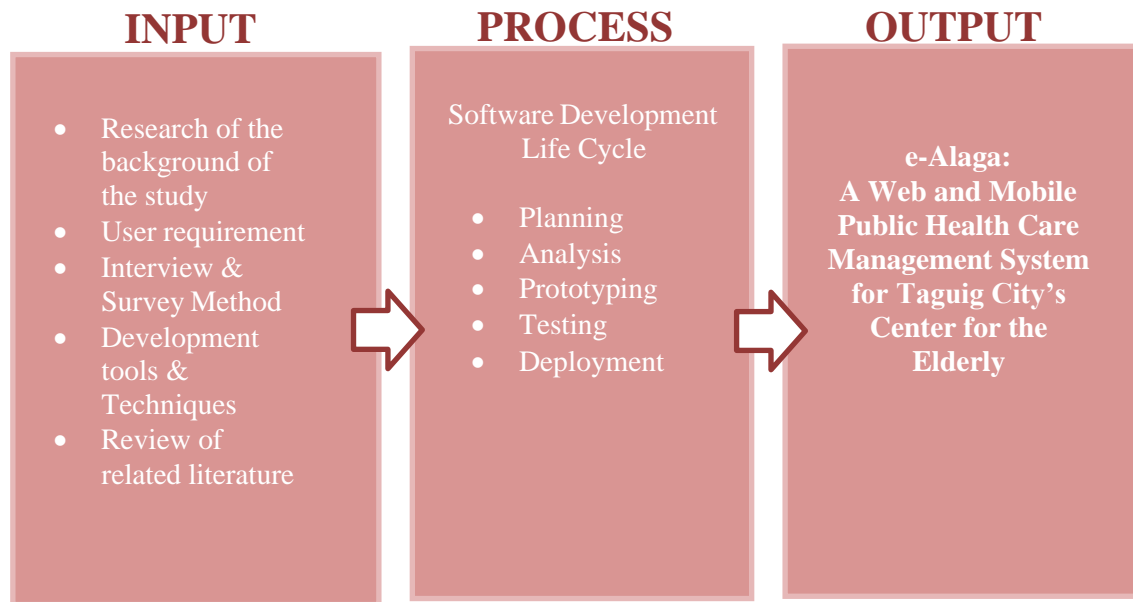 INPUT
• Research of the
background of
the study
• User requirement
• Interview &
Survey Method
• Development
tools &
Techniques
• Review of
related literature
PROCESS
Software Development
Life Cycle
• Planning
• Analysis
• Prototyping
• Testing
• Deployment
OUTPUT
e-Alaga:
A Web and Mobile
Public Health Care
Management System
for Taguig City’s
Center for the
Elderly